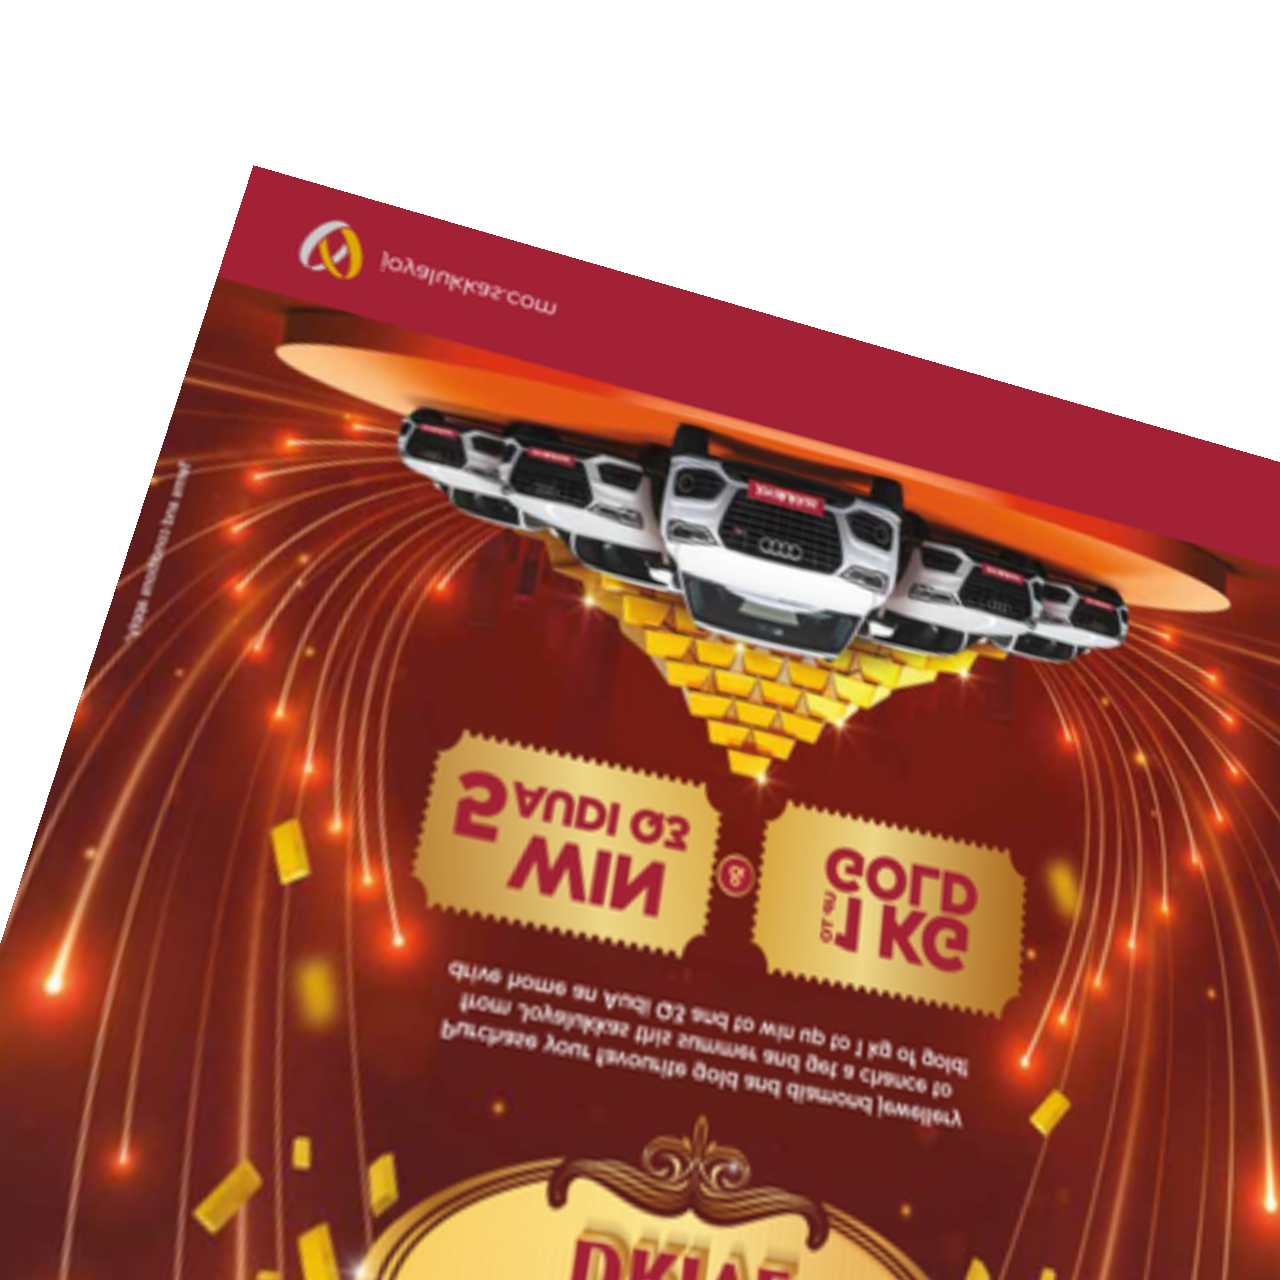 DRIVE
Purchase your favourite gold and diamond jewellery
from Joyalukkas this summer and get a chance to
drive home an Audi Q3 and to win up to 1 kg of gold!
WIN
5 AUDI Q3
&
UP TO
1 KG
GOLD
joyalukkas.com